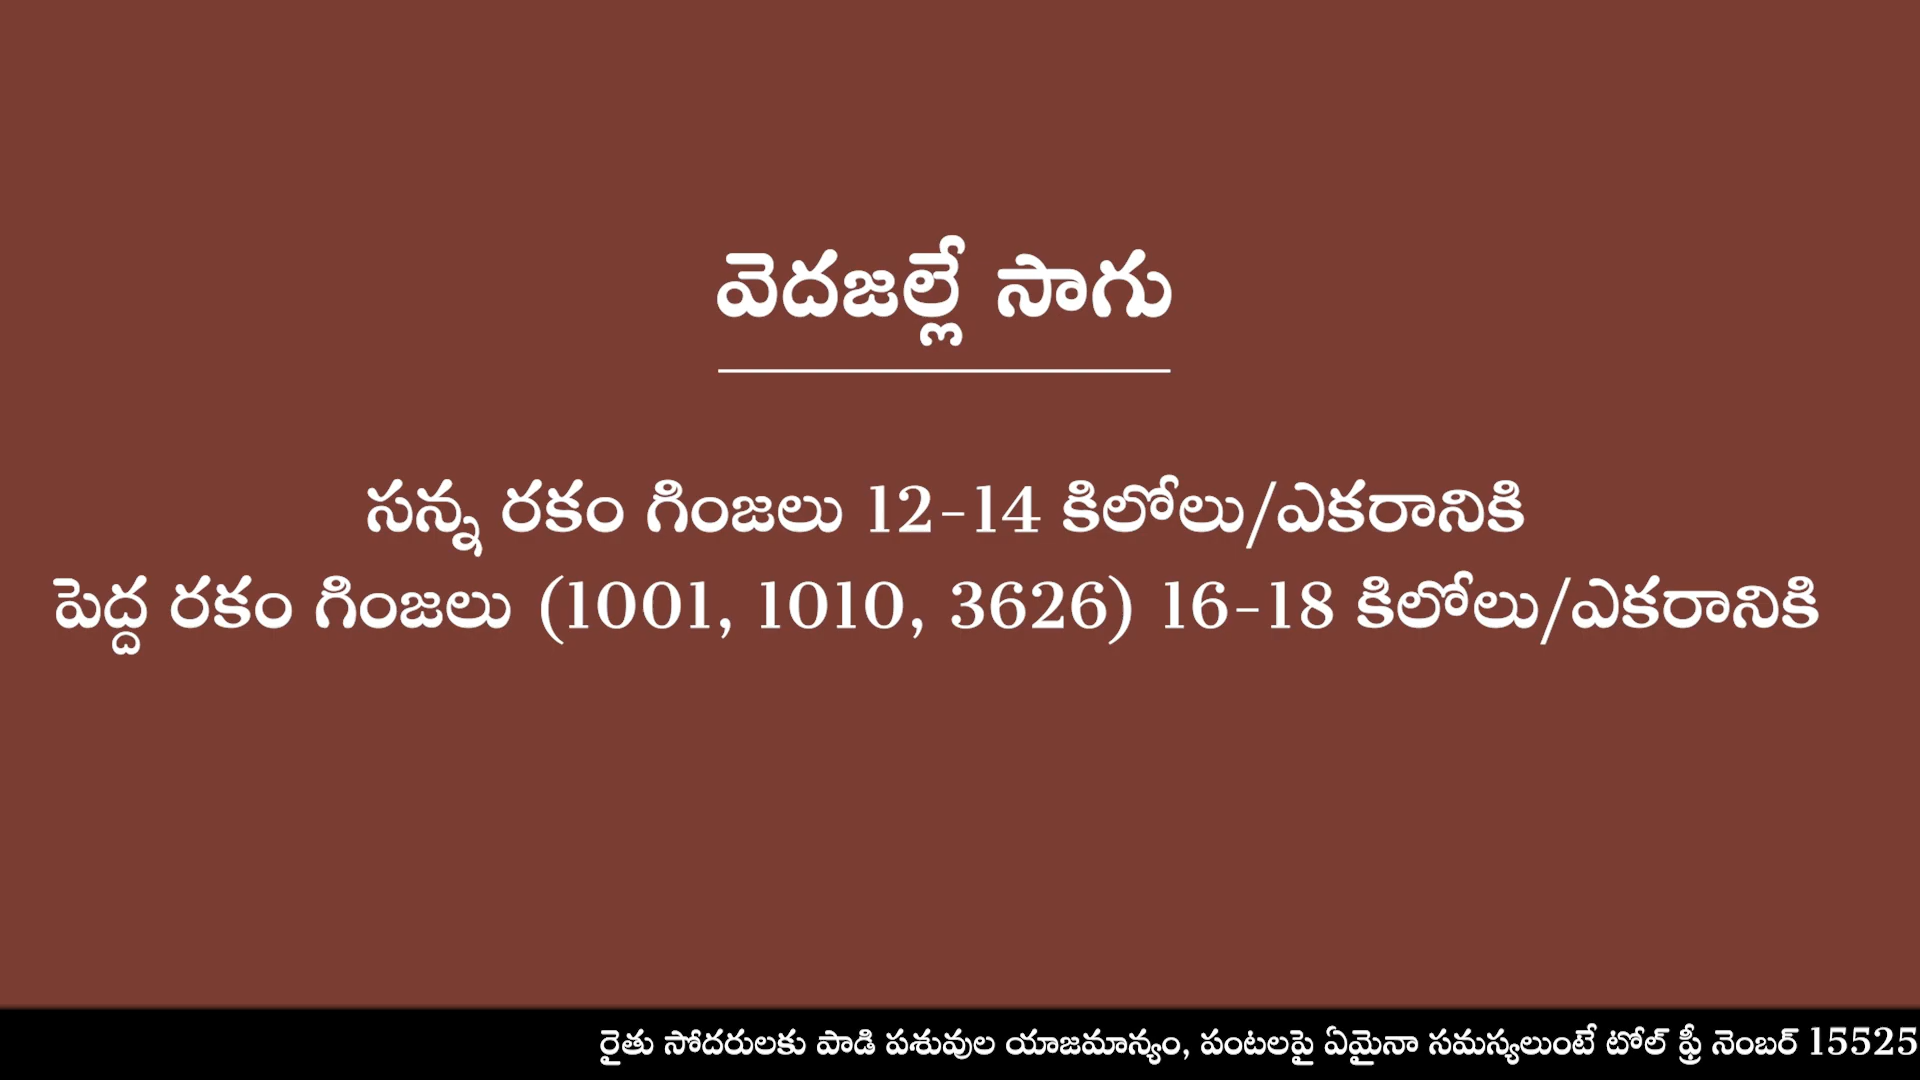 వెదజల్లే సాగు
సన్న రకం గింజలు 12-14 కిలోలు/ఎకరానికి
పెద్ద రకం గింజలు (1001, 1010, 3626) 16-18 కిలోలు/ఎకరానికి
రైతు సోదరులకు పాడి పశువుల యాజమాన్యం, పంటలపై ఏమైనా సమస్యలుంటే టోల్ ఫ్రీ నెంబర్ 15525